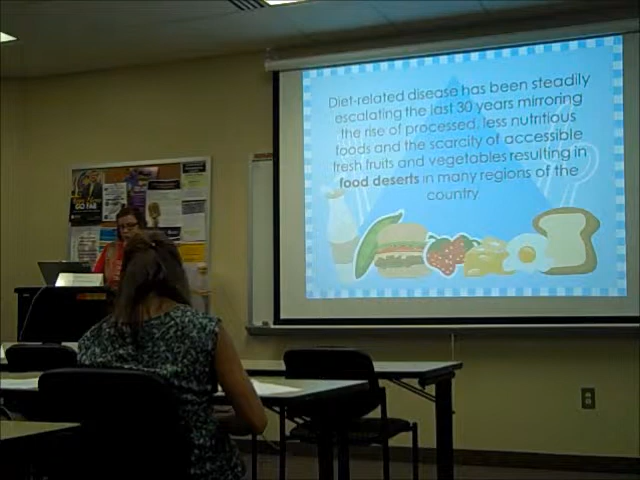 Diet-related disease has been steadily
escalating the last 30 years mirroring
the rise of processed, less nutritious
foods and the scarcity of accessible
fresh fruits and vegetables resulting in
food deserts in many regions of the
country
GO FAR